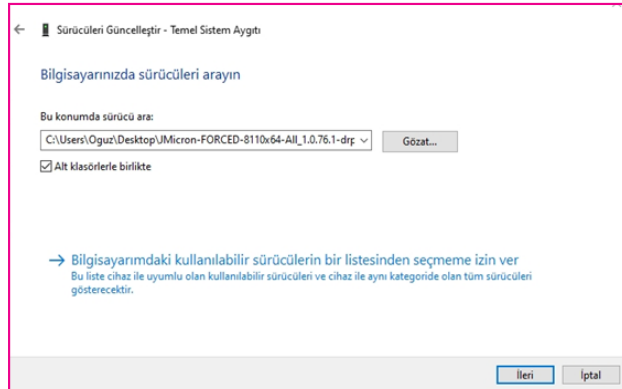 Sürücüleri Güncelleştir - Temel Sistem Aygıtı
Bilgisayarınızda sürücüleri arayın
Bu konumda sürücü ara:
C:\Users\Oguz\Desktop\JMicron-FORCED-8110x64-All_1.0.76.1-drp
Gözat...
Alt klasörlerle birlikte
Bilgisayarımdaki kullanılabilir sürücülerin bir listesinden seçmeme izin ver
Bu liste cihaz ile uyumlu olan kullanılabilir sürücüleri ve cihaz ile aynı kategoride olan tüm sürücüleri
gösterecektir.
İleri
İptal